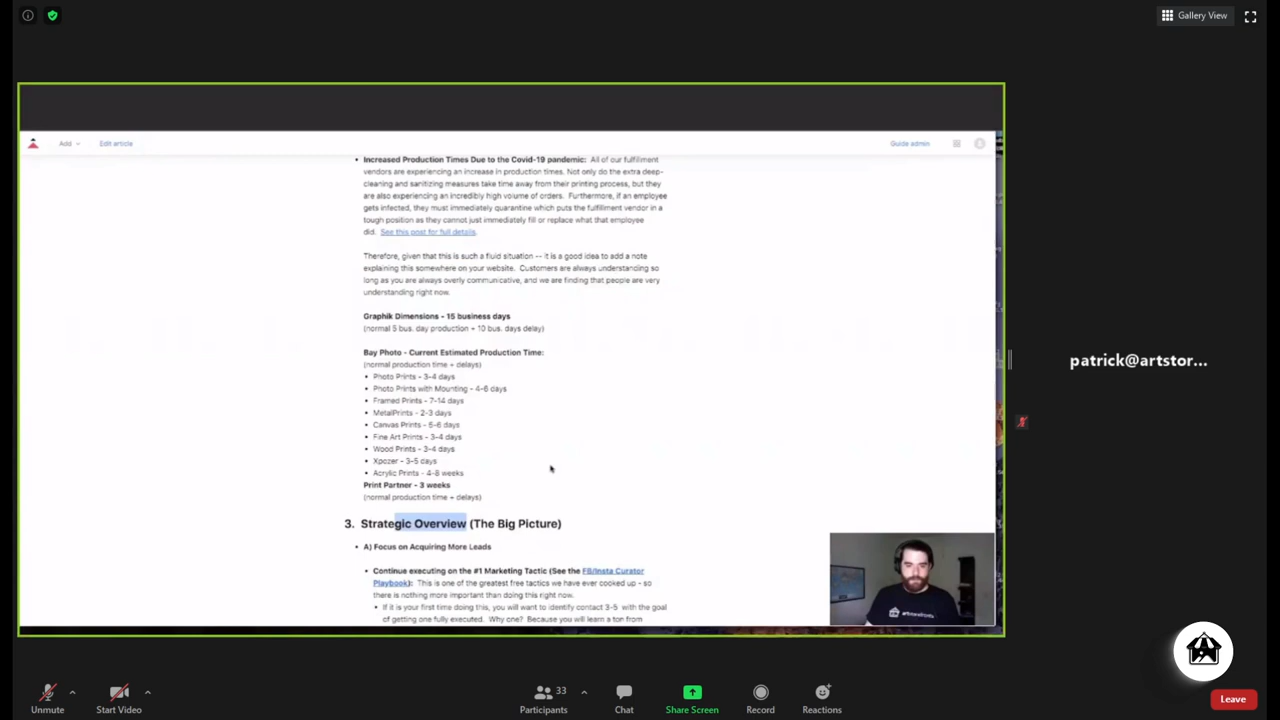 Gallery View
Add
Edit article
Guide admin
• Increased Production Times Due to the Covid-19 pandemic: All of our fulfillment
vendors are experiencing an increase in production times. Not only do the extra deep-
cleaning and sanitizing measures take time away from their printing process, but they
are also experiencing an incredibly high volume of orders. Furthermore, if an employee
gets infected, they must immediately quarantine which puts the fulfillment vendor in a
tough position as they cannot just immediately fill or replace what that employee
did. See this post for full details.
Therefore, given that this is such a fluid situation -- it is a good idea to add a note
explaining this somewhere on your website. Customers are always understanding so
long as you are always overly communicative, and we are finding that people are very
understanding right now.
Graphik Dimensions - 15 business days
(normal 5 bus. day production + 10 bus. days delay)
Bay Photo - Current Estimated Production Time:
(normal production time + delays)
• Photo Prints - 3-4 days
• Photo Prints with Mounting - 4-6 days
• Framed Prints - 7-14 days
• MetalPrints - 2-3 days
• Canvas Prints - 5-6 days
• Fine Art Prints - 3-4 days
• Wood Prints - 3-4 days
• Xpozer - 3-5 days
• Acrylic Prints - 4-8 weeks
Print Partner - 3 weeks
(normal production time + delays)
3. Strategic Overview (The Big Picture)
• A) Focus on Acquiring More Leads
• Continue executing on the #1 Marketing Tactic (See the FB/Insta Curator
Playbook): This is one of the greatest free tactics we have ever cooked up - so
there is nothing more important than doing this right now.
• If it is your first time doing this, you will want to identify contact 3-5 with the goal
of getting one fully executed. Why one? Because you will learn a ton from
patrick@artstor...
Unmute
Start Video
33
Participants
Chat
Share Screen
Record
Reactions
Leave